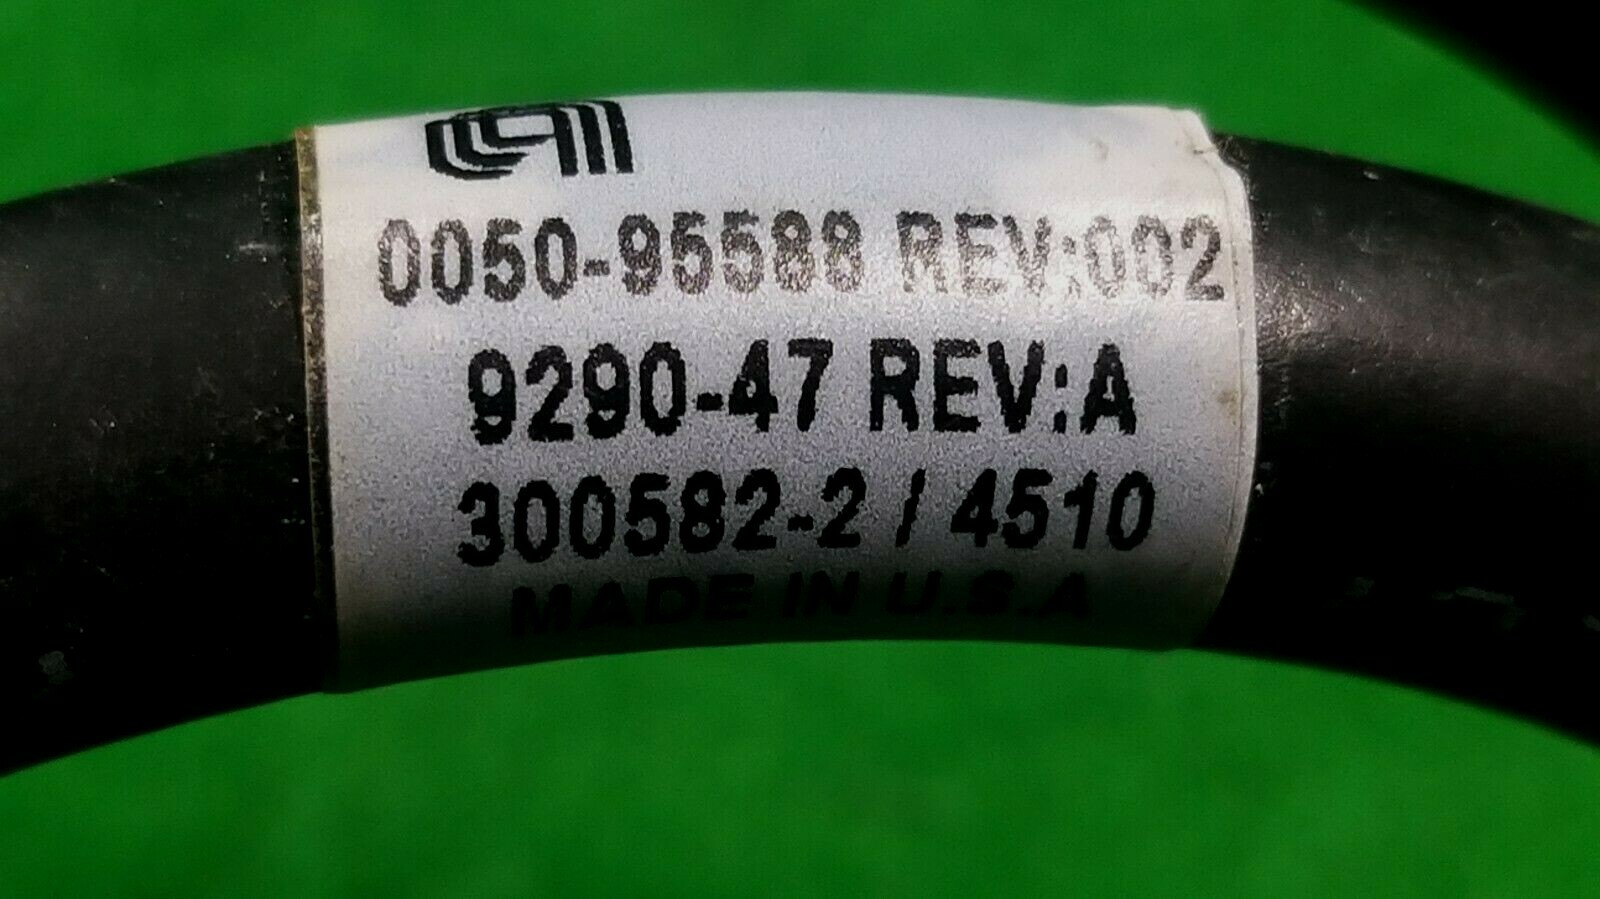 0050-95588 REV:002
9290-47 REV:A
300582-2 / 4510
MADE IN U.S.A